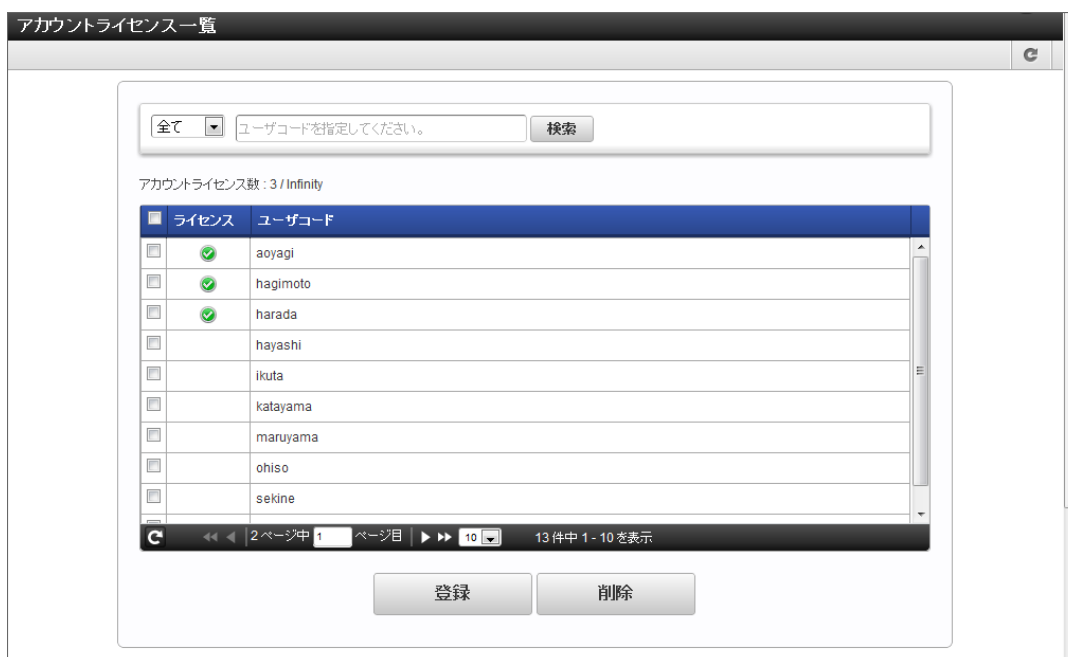 アカウントライセンス一覧
全て ユーザコードを指定してください。 検索
アカウントライセンス数 : 3 / Infinity
ライセンス ユーザコード
aoyagi
hagimoto
harada
hayashi
ikuta
katayama
maruyama
ohiso
sekine
2 ページ中 1 ページ目 10 13 件中 1 - 10 を表示
登録 削除